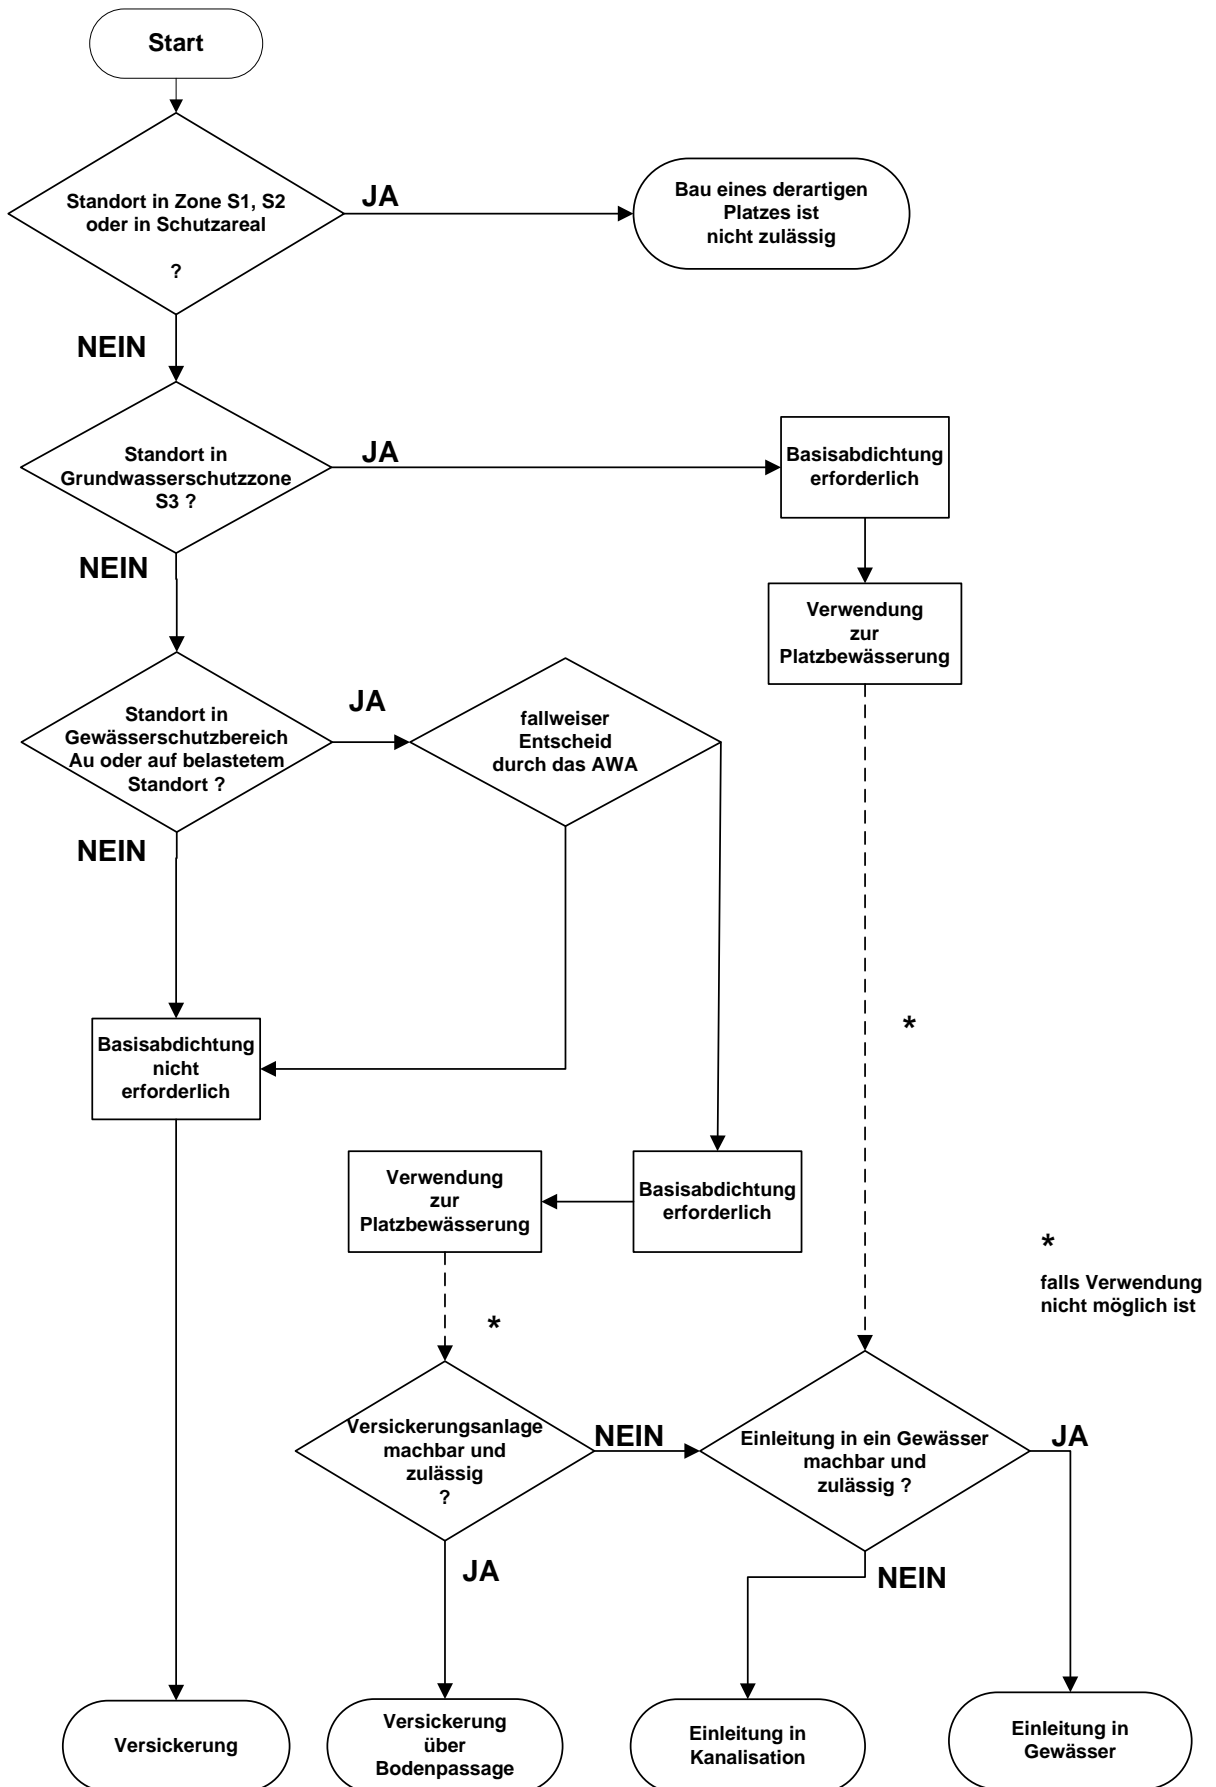 Start
Standort in Zone S1, S2
oder in Schutzareal
?
JA
Bau eines derartigen
Platzes ist
nicht zulässig
NEIN
Standort in
Grundwasserschutzzone
S3 ?
JA
Basisabdichtung
erforderlich
NEIN
Verwendung
zur
Platzbewässerung
Standort in
Gewässerschutzbereich
Au oder auf belastetem
Standort ?
JA
fallweiser
Entscheid
durch das AWA
NEIN
*
Basisabdichtung
nicht
erforderlich
Verwendung
zur
Platzbewässerung
Basisabdichtung
erforderlich
*
falls Verwendung
nicht möglich ist
*
Versickerungsanlage
machbar und
zulässig
?
NEIN
Einleitung in ein Gewässer
machbar und
zulässig ?
JA
JA
NEIN
Versickerung
Versickerung
über
Bodenpassage
Einleitung in
Kanalisation
Einleitung in
Gewässer